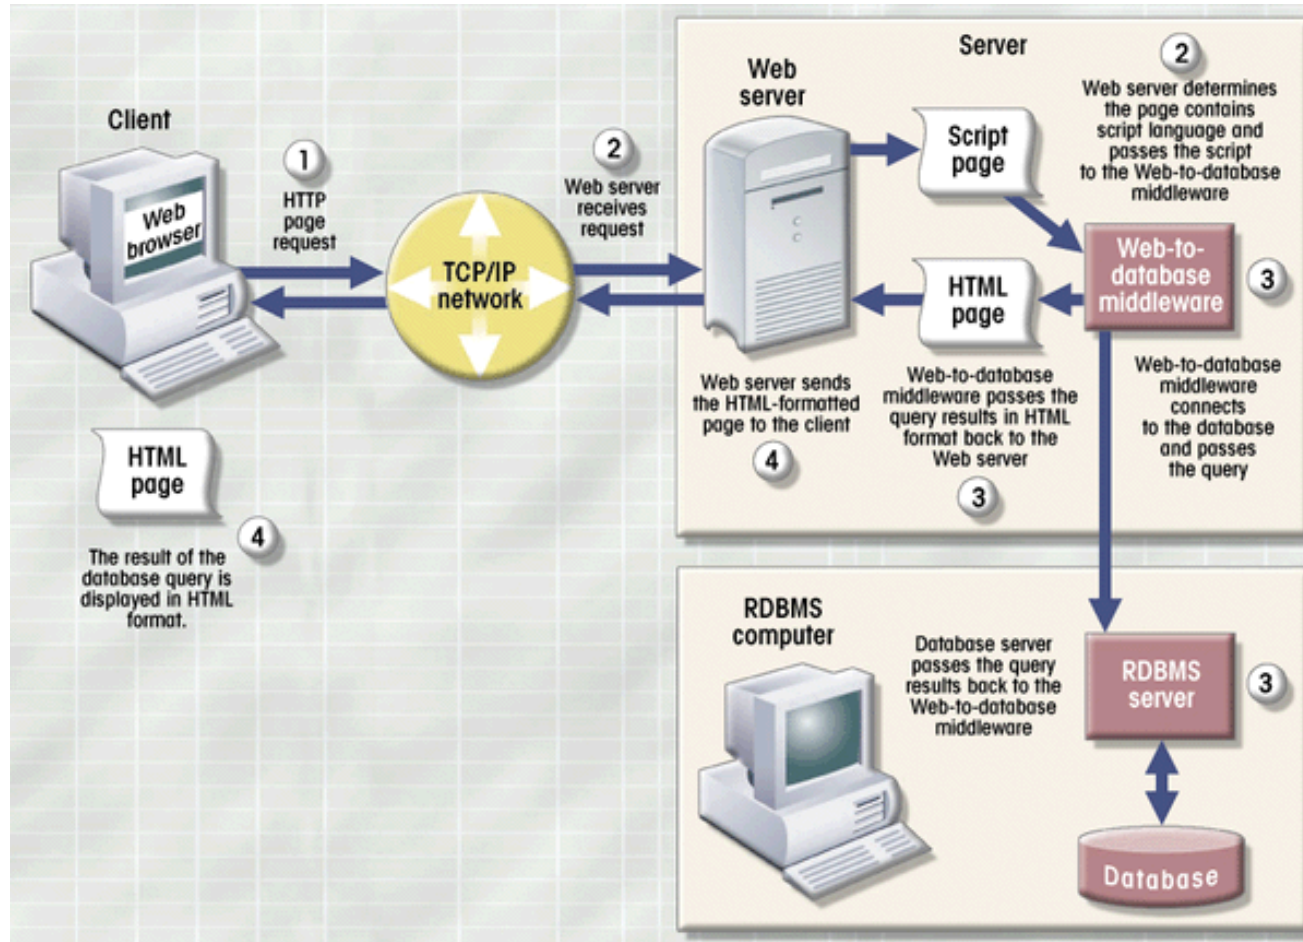 Client
Web
browser
1
HTTP
page
request
TCP/IP
network
2
Web server
receives
request
HTML
page
4
The result of the
database query is
displayed in HTML
format.
Server
Web
server
Script
page
2
Web server determines
the page contains
script language and
passes the script
to the Web-to-database
middleware
Web-to-
database
middleware
3
HTML
page
Web server sends
the HTML-formatted
page to the client
4
Web-to-database
middleware passes the
query results in HTML
format back to the
Web server
3
Web-to-database
middleware
connects
to the database
and passes
the query
RDBMS
computer
Database server
passes the query
results back to the
Web-to-database
middleware
RDBMS
server
3
Database